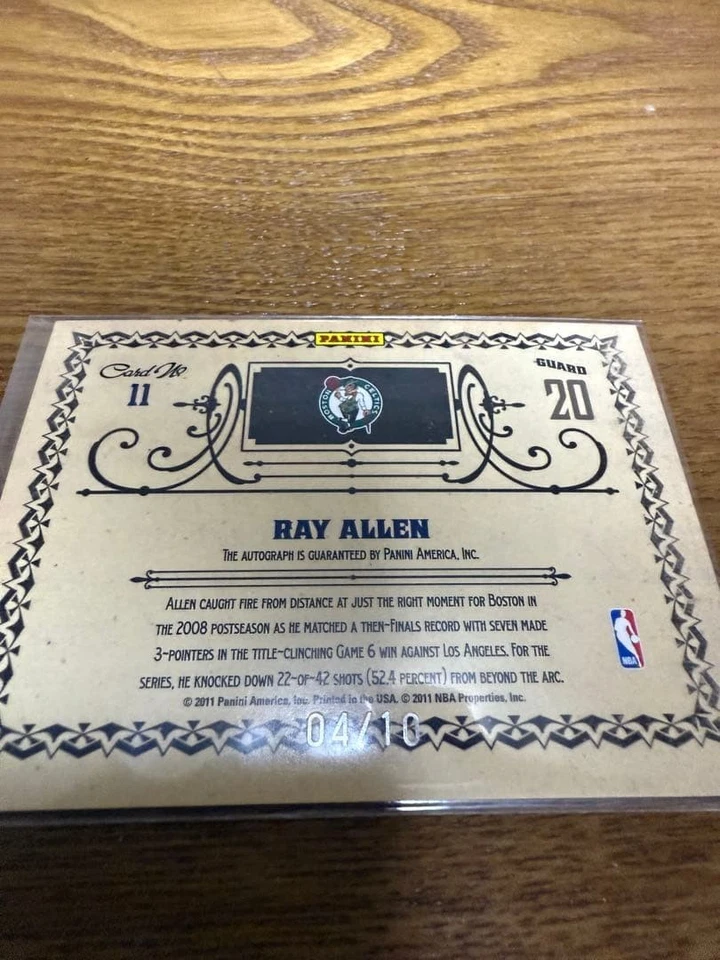 PANINI
Card No.
11
BOSTON CELTICS
GUARD
20
RAY ALLEN
THE AUTOGRAPH IS GUARANTEED BY PANINI AMERICA, INC.
ALLEN CAUGHT FIRE FROM DISTANCE AT JUST THE RIGHT MOMENT FOR BOSTON IN
THE 2008 POSTSEASON AS HE MATCHED A THEN-FINALS RECORD WITH SEVEN MADE
3-POINTERS IN THE TITLE-CLINCHING GAME 6 WIN AGAINST LOS ANGELES. FOR THE
SERIES, HE KNOCKED DOWN 22-OF-42 SHOTS (52.4 PERCENT) FROM BEYOND THE ARC.
NBA
© 2011 Panini America, Inc. Printed in the USA. © 2011 NBA Properties, Inc.
04/10